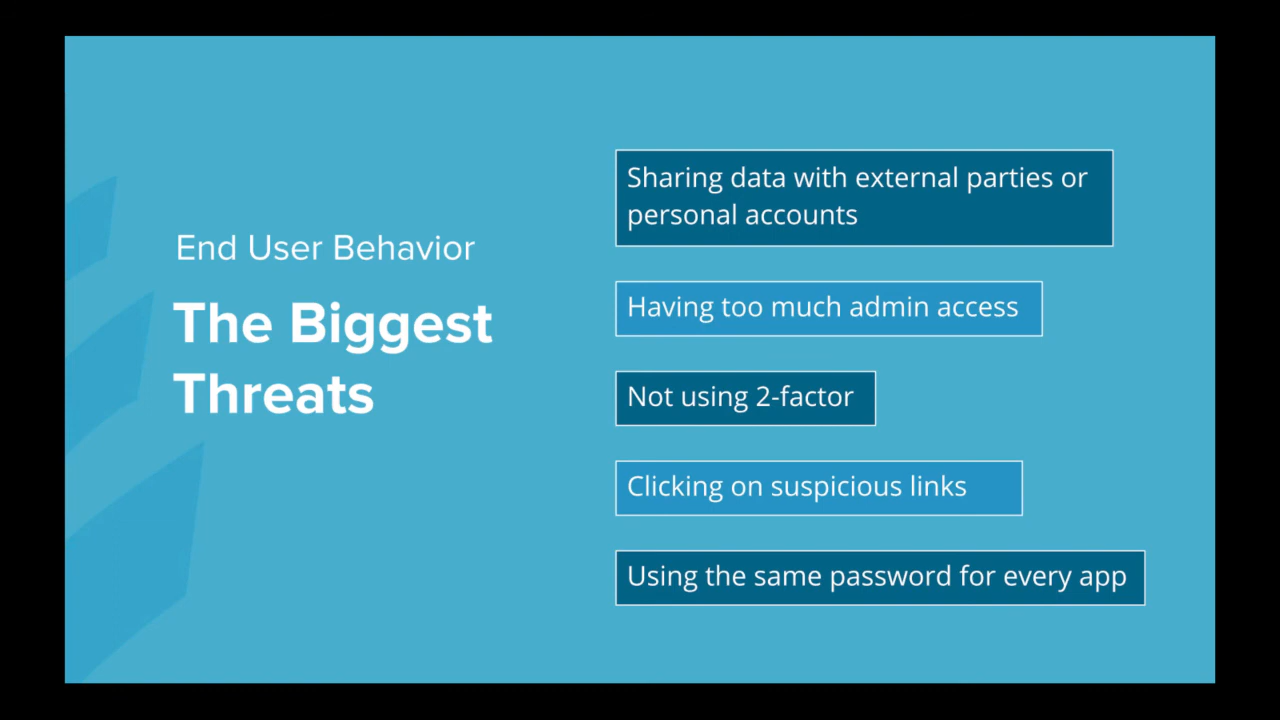 End User Behavior
The Biggest
Threats
Sharing data with external parties or
personal accounts
Having too much admin access
Not using 2-factor
Clicking on suspicious links
Using the same password for every app